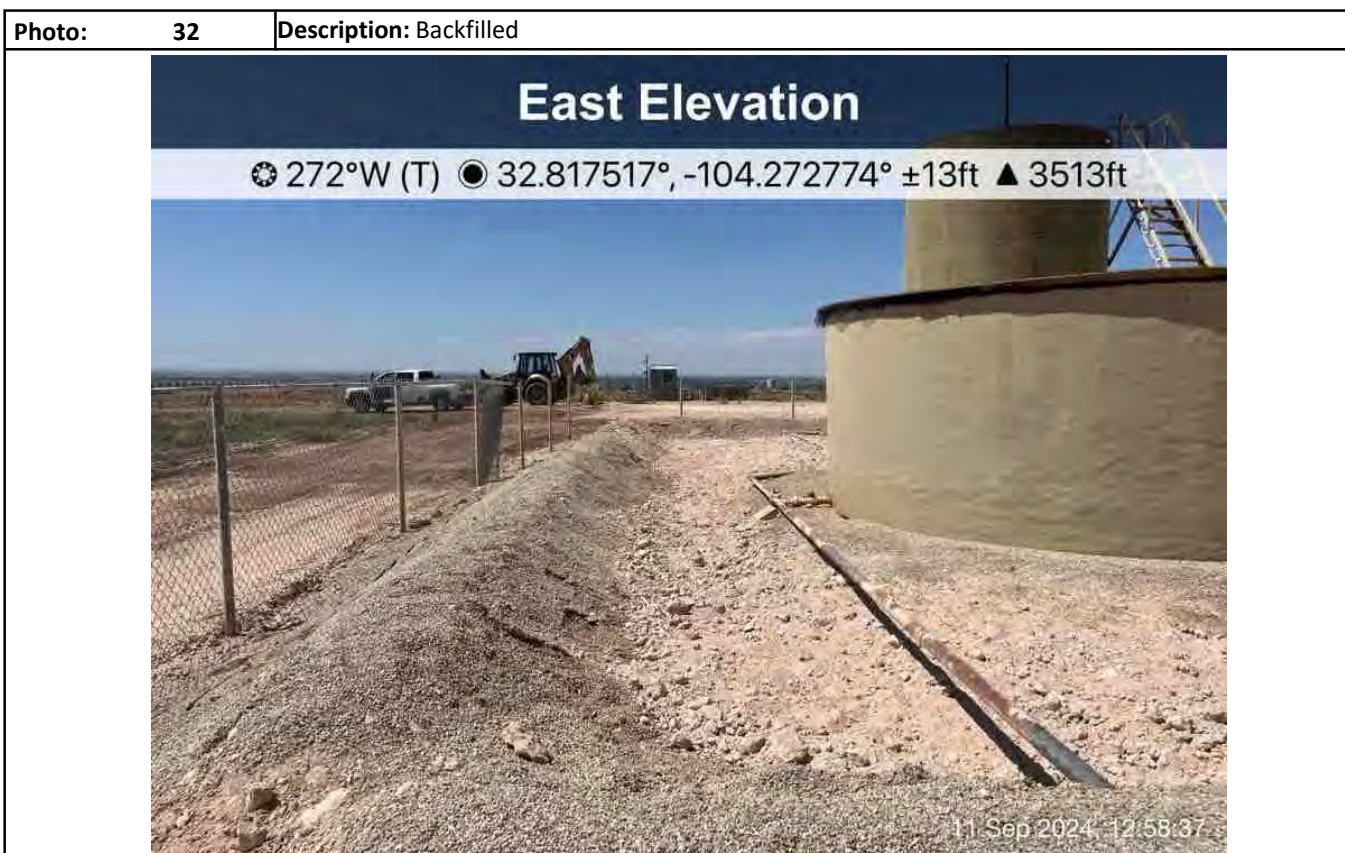 Photo: 32 Description: Backfilled
East Elevation
272°W (T) 32.817517°, -104.272774° ±13ft ▲ 3513ft
11 Sep 2024, 12:58:37